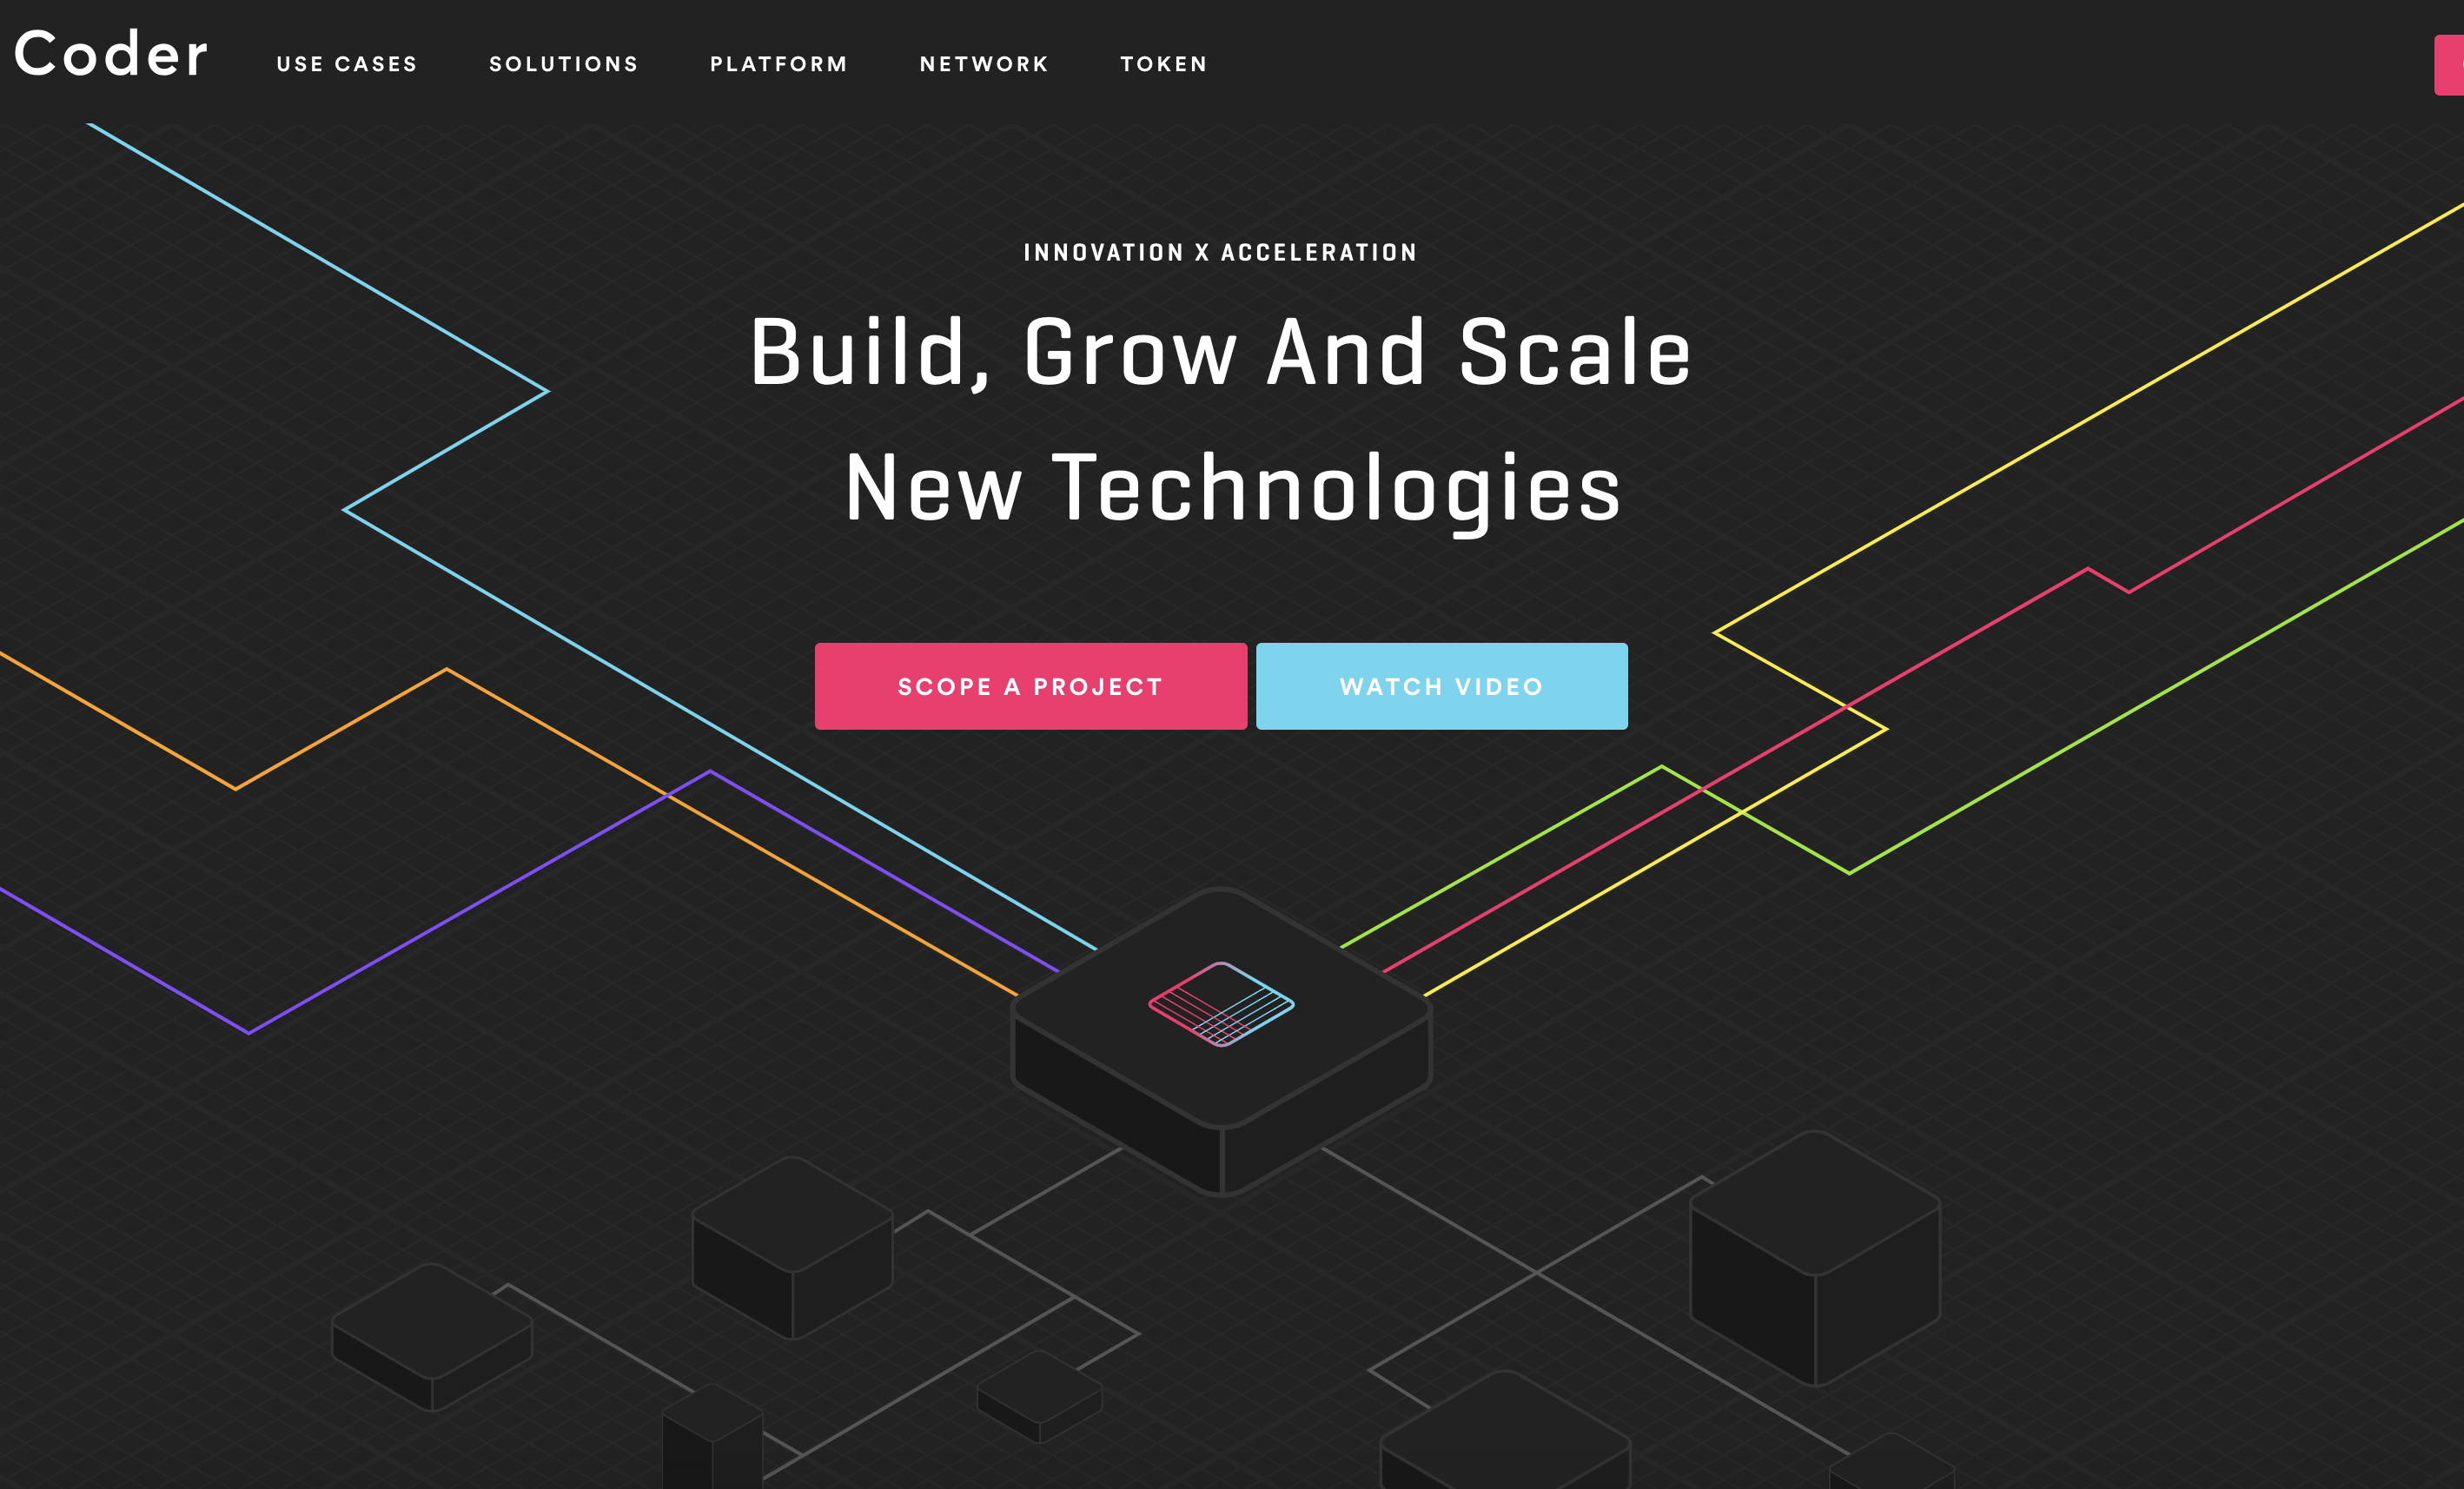 Coder
USE CASES
SOLUTIONS
PLATFORM
NETWORK
TOKEN
INNOVATION X ACCELERATION
Build, Grow And Scale
New Technologies
SCOPE A PROJECT
WATCH VIDEO